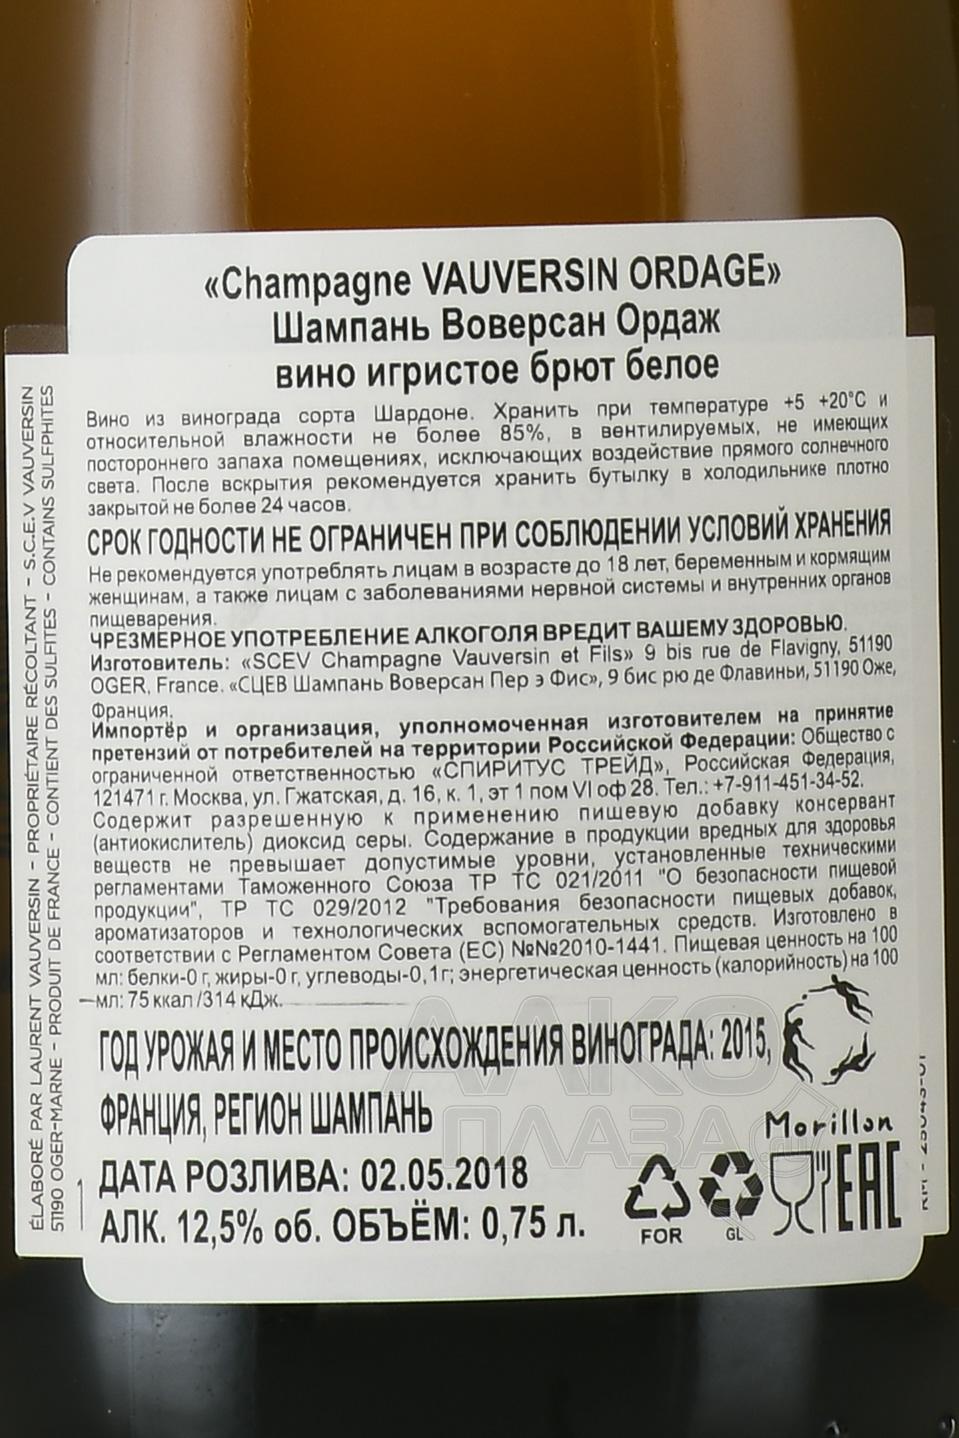 «Champagne VAUVERSIN ORDAGE»
Шампань Воверсан Ордаж
вино игристое брют белое
Вино из винограда сорта Шардоне. Хранить при температуре +5 +20°C и
относительной влажности не более 85%, в вентилируемых, не имеющих
постороннего запаха помещениях, исключающих воздействие прямого солнечного
света. После вскрытия рекомендуется хранить бутылку в холодильнике плотно
закрытой не более 24 часов.
СРОК ГОДНОСТИ НЕ ОГРАНИЧЕН ПРИ СОБЛЮДЕНИИ УСЛОВИЙ ХРАНЕНИЯ
Не рекомендуется употреблять лицам в возрасте до 18 лет, беременным и кормящим
женщинам, а также лицам с заболеваниями нервной системы и внутренних органов
пищеварения.
ЧРЕЗМЕРНОЕ УПОТРЕБЛЕНИЕ АЛКОГОЛЯ ВРЕДИТ ВАШЕМУ ЗДОРОВЬЮ.
Изготовитель: «SCEV Champagne Vauversin et Fils» 9 bis rue de Flavigny, 51190
OGER, France. «СЦЕВ Шампань Воверсан Пер э Фис», 9 бис рю де Флавиньи, 51190 Оже,
Франция.
Импортёр и организация, уполномоченная изготовителем на принятие
претензий от потребителей на территории Российской Федерации: Общество с
ограниченной ответственностью «СПИРИТУС ТРЕЙД», Российская Федерация,
121471 г. Москва, ул. Гжатская, д. 16, к. 1, эт 1 пом VI оф 28. Тел.: +7-911-451-34-52.
Содержит разрешенную к применению пищевую добавку консервант
(антиокислитель) диоксид серы. Содержание в продукции вредных для здоровья
веществ не превышает допустимые уровни, установленные техническими
регламентами Таможенного Союза ТР ТС 021/2011 "О безопасности пищевой
продукции", ТР ТС 029/2012 "Требования безопасности пищевых добавок,
ароматизаторов и технологических вспомогательных средств. Изготовлено в
соответствии с Регламентом Совета (ЕС) №№2010-1441. Пищевая ценность на 100
мл: белки-0 г, жиры-0 г, углеводы-0,1г; энергетическая ценность (калорийность) на 100
мл: 75 ккал /314 кДж.
ГОД УРОЖАЯ И МЕСТО ПРОИСХОЖДЕНИЯ ВИНОГРАДА: 2015,
ФРАНЦИЯ, РЕГИОН ШАМПАНЬ
ДАТА РОЗЛИВА: 02.05.2018
АЛК. 12,5% об. ОБЪЁМ: 0,75 л.
Morillon
FOR
GL
EAC
ÉLABORÉ PAR LAURENT VAUVERSIN - PROPRIÉTAIRE RÉCOLTANT - S.C.E.V VAUVERSIN
51190 OGER-MARNE - PRODUIT DE FRANCE - CONTIENT DES SULFITES - CONTAINS SULFPHITES
АЛКО
ПЛАЗА